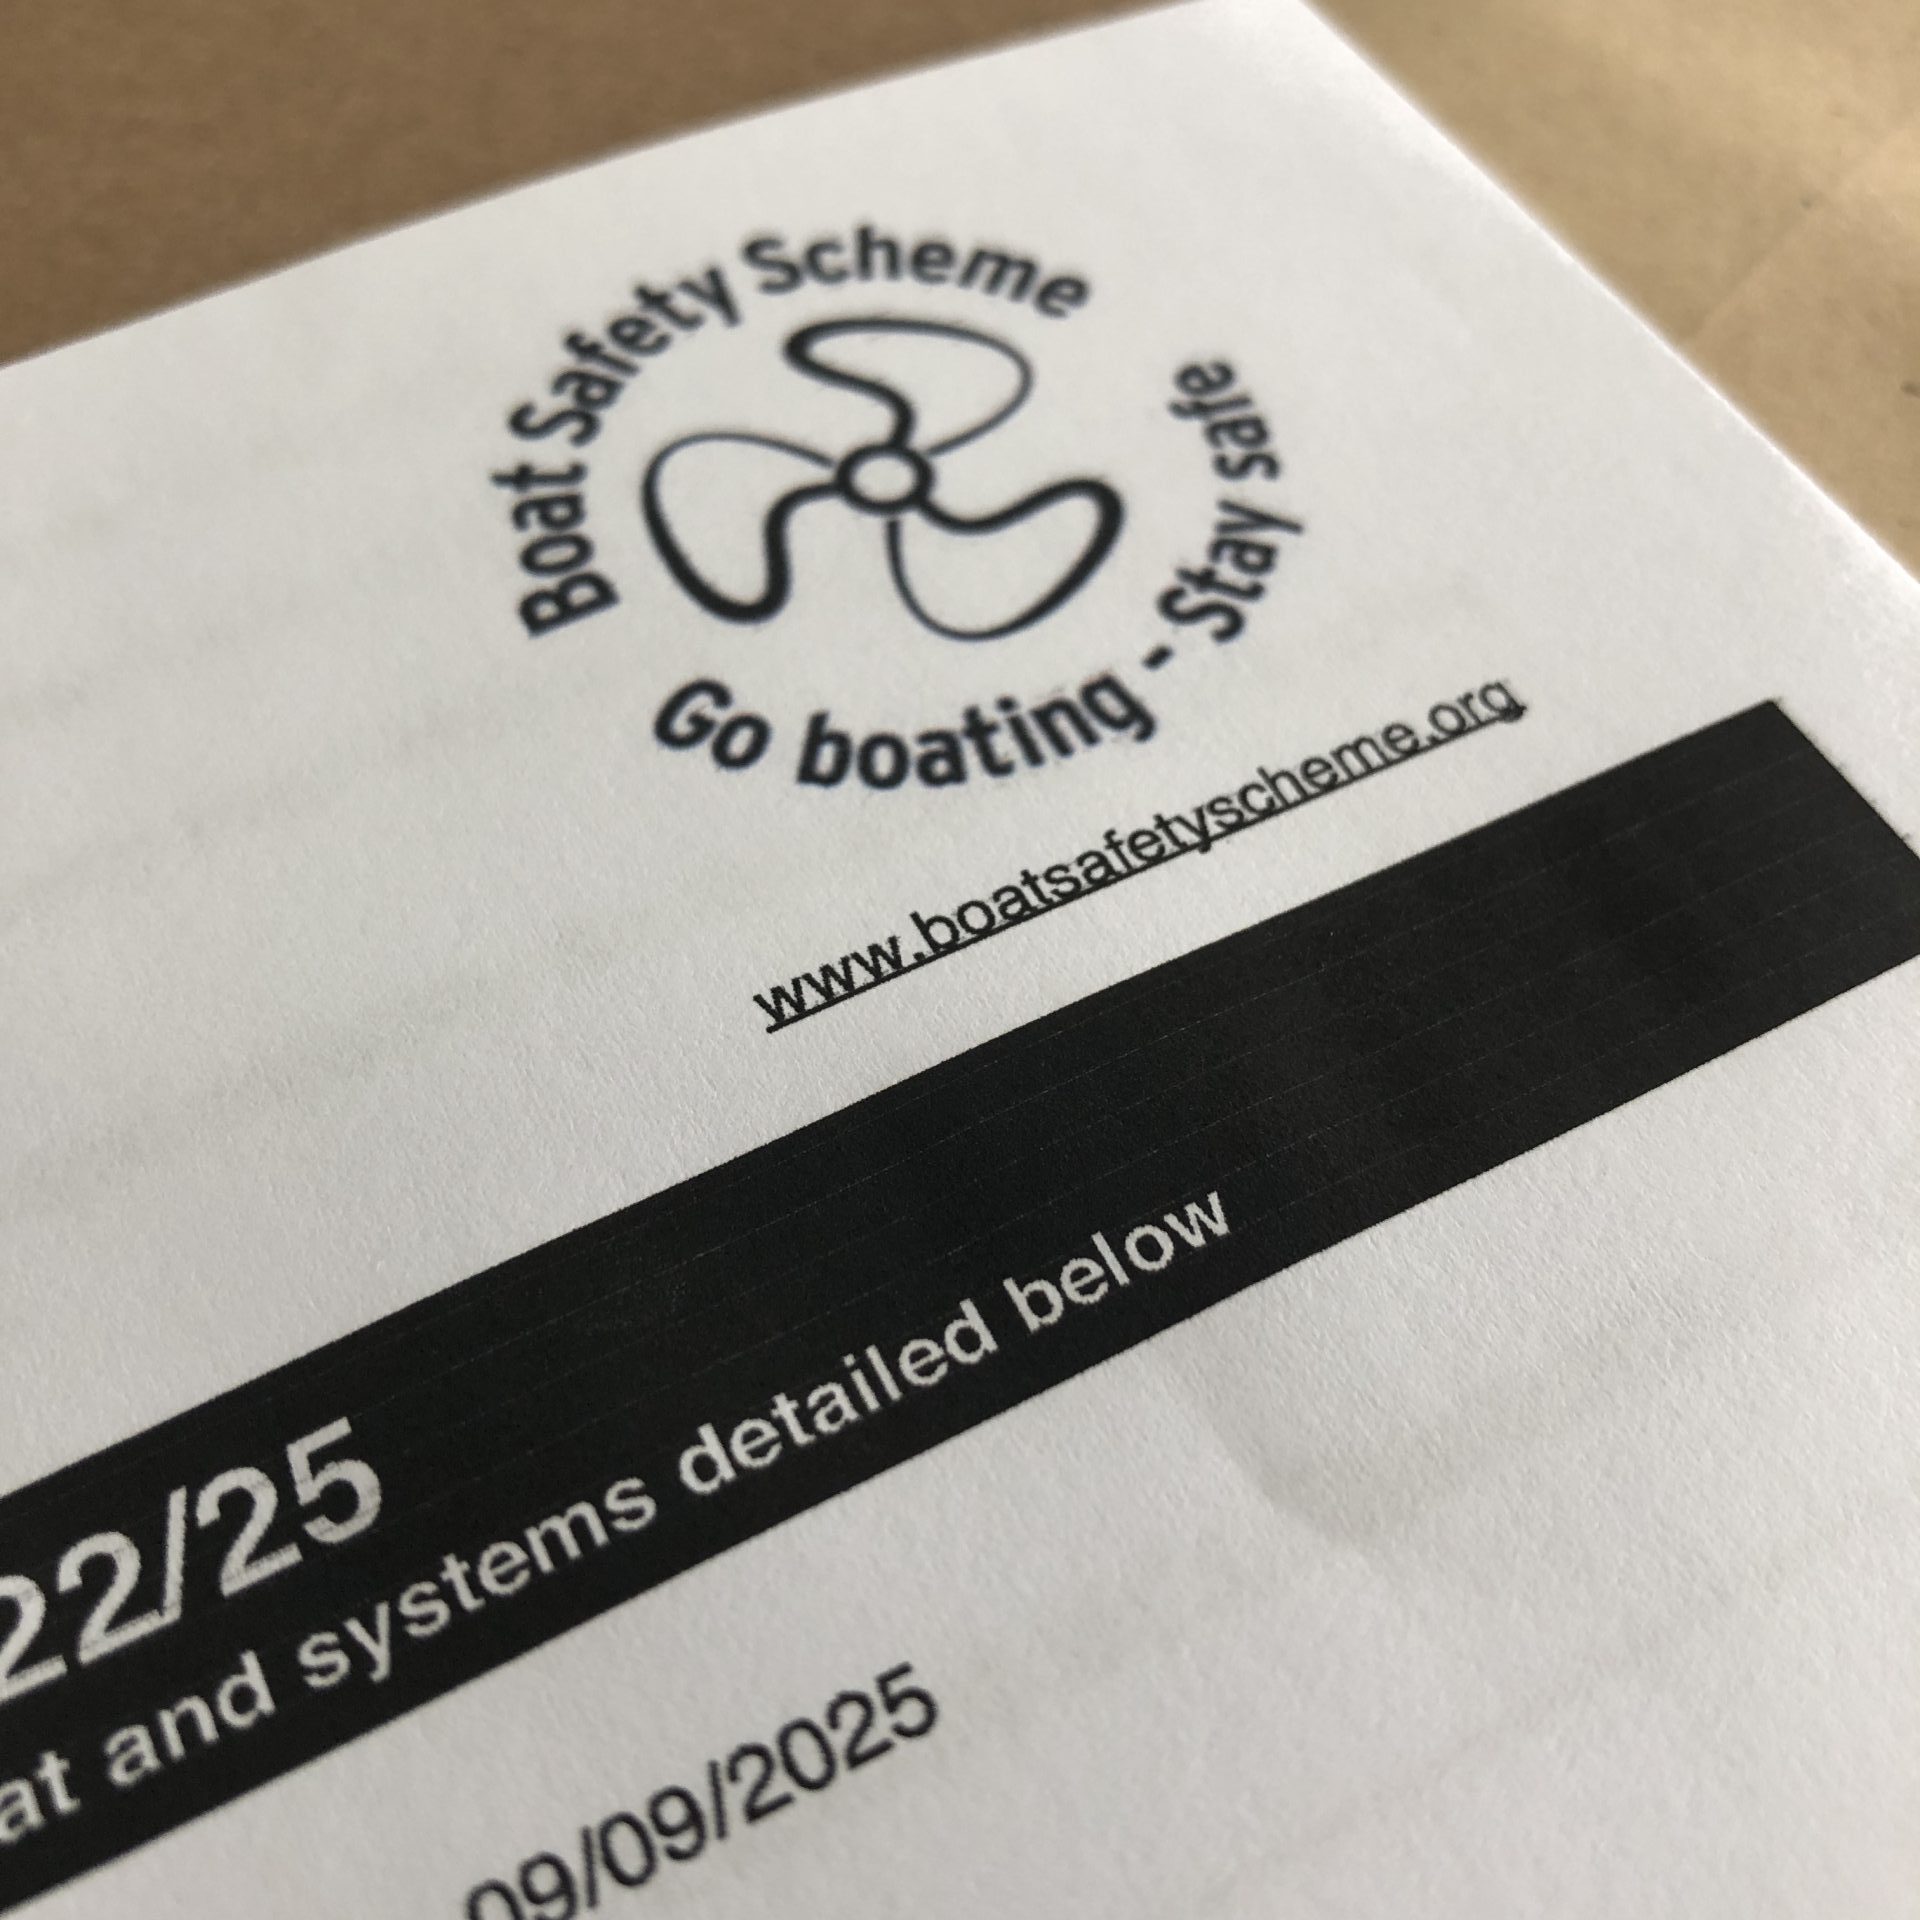 Boat Safety Scheme
Go boating - Stay safe
www.boatsafetyscheme.org
22/25
and systems detailed below
09/09/2025